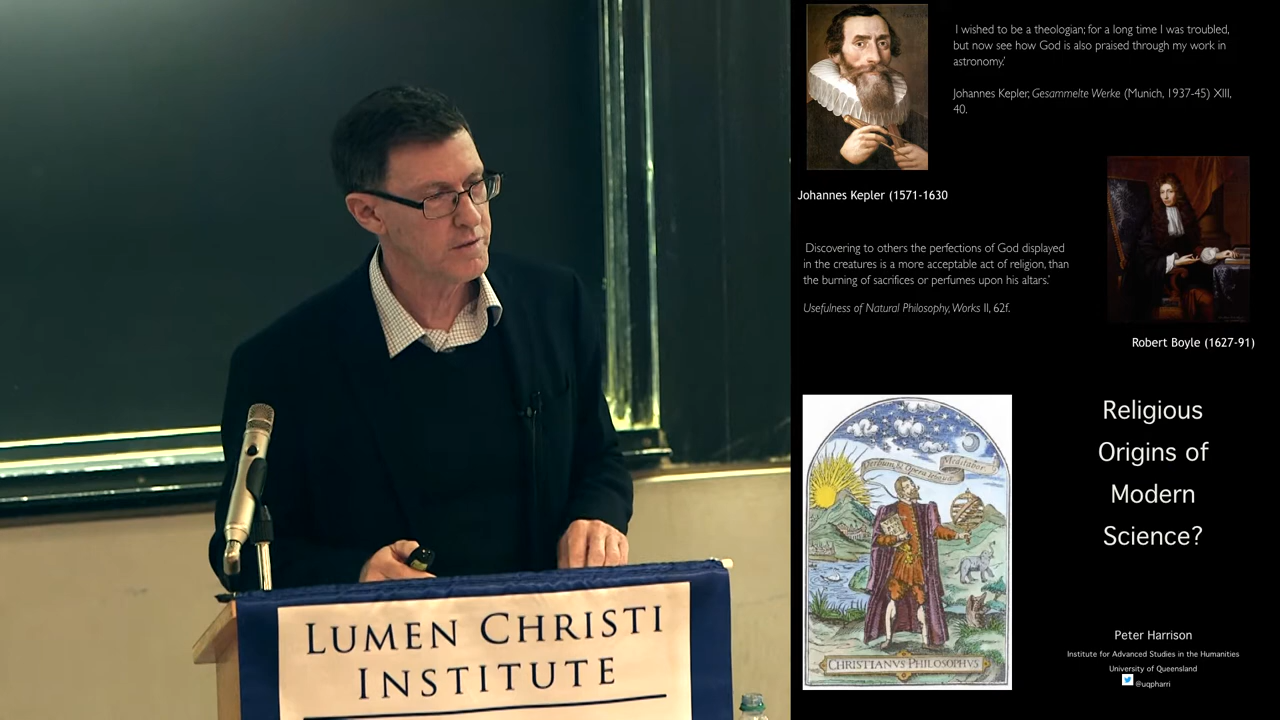 I wished to be a theologian; for a long time I was troubled,
but now see how God is also praised through my work in
astronomy.'
Johannes Kepler, Gesammelte Werke (Munich, 1937-45) XIII,
40.
Johannes Kepler (1571-1630
'Discovering to others the perfections of God displayed
in the creatures is a more acceptable act of religion, than
the burning of sacrifices or perfumes upon his altars.'
Usefulness of Natural Philosophy, Works II, 62f.
Robert Boyle (1627-91)
Meditabor
CHRISTIANVS PHILOSOPHVS
Religious
Origins of
Modern
Science?
Peter Harrison
Institute for Advanced Studies in the Humanities
University of Queensland
@uqpharri
LUMEN CHRISTI
INSTITUTE